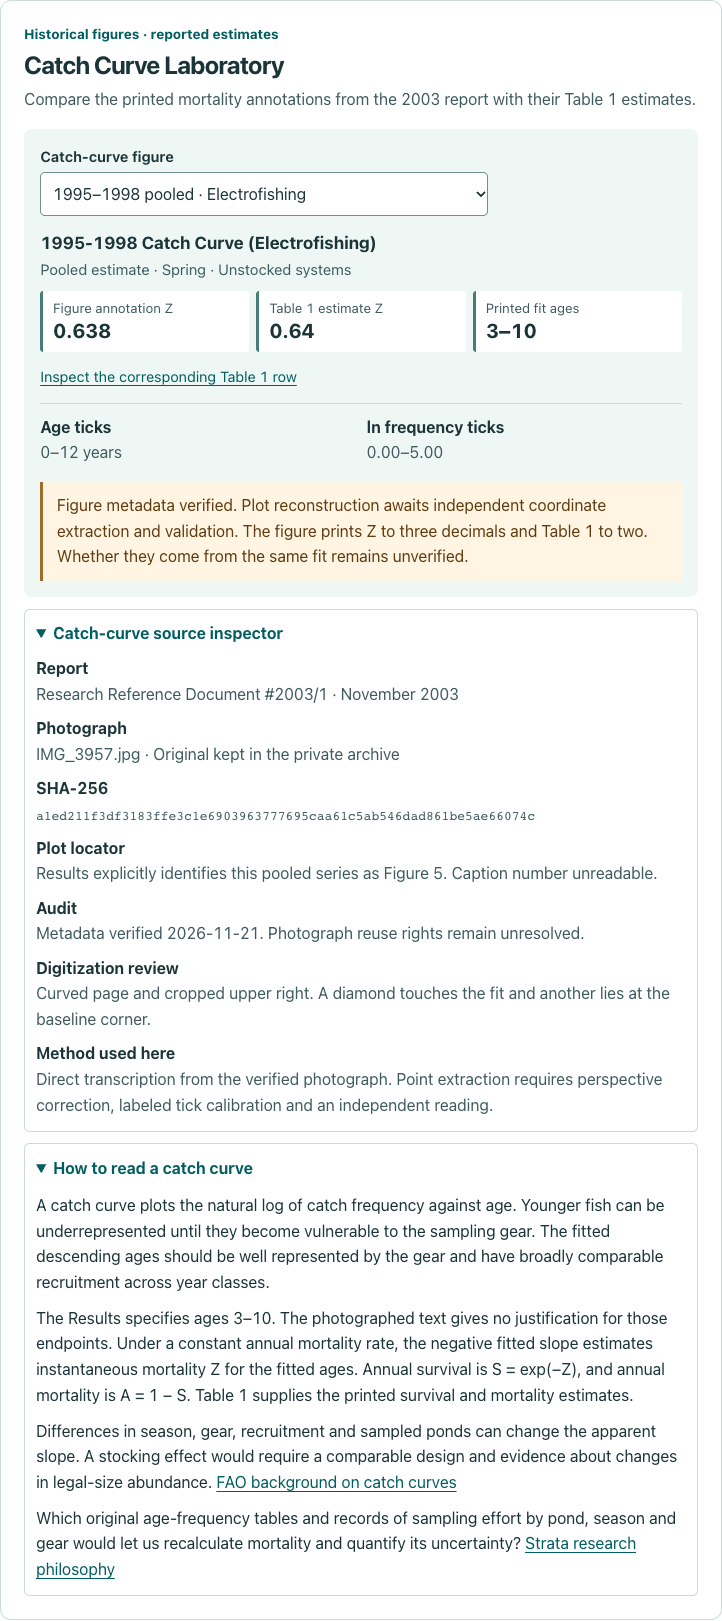 Historical figures · reported estimates
Catch Curve Laboratory
Compare the printed mortality annotations from the 2003 report with their Table 1 estimates.
Catch-curve figure
1995–1998 pooled · Electrofishing
1995-1998 Catch Curve (Electrofishing)
Pooled estimate · Spring · Unstocked systems
Figure annotation Z
0.638
Table 1 estimate Z
0.64
Printed fit ages
3–10
Inspect the corresponding Table 1 row
Age ticks
0–12 years
ln frequency ticks
0.00–5.00
Figure metadata verified. Plot reconstruction awaits independent coordinate
extraction and validation. The figure prints Z to three decimals and Table 1 to two.
Whether they come from the same fit remains unverified.
▼ Catch-curve source inspector
Report
Research Reference Document #2003/1 · November 2003
Photograph
IMG_3957.jpg · Original kept in the private archive
SHA-256
a1ed211f3df3183ffe3c1e6903963777695caa61c5ab546dad861be5ae66074c
Plot locator
Results explicitly identifies this pooled series as Figure 5. Caption number unreadable.
Audit
Metadata verified 2026-11-21. Photograph reuse rights remain unresolved.
Digitization review
Curved page and cropped upper right. A diamond touches the fit and another lies at the
baseline corner.
Method used here
Direct transcription from the verified photograph. Point extraction requires perspective
correction, labeled tick calibration and an independent reading.
▼ How to read a catch curve
A catch curve plots the natural log of catch frequency against age. Younger fish can be
underrepresented until they become vulnerable to the sampling gear. The fitted
descending ages should be well represented by the gear and have broadly comparable
recruitment across year classes.
The Results specifies ages 3–10. The photographed text gives no justification for those
endpoints. Under a constant annual mortality rate, the negative fitted slope estimates
instantaneous mortality Z for the fitted ages. Annual survival is S = exp(−Z), and annual
mortality is A = 1 − S. Table 1 supplies the printed survival and mortality estimates.
Differences in season, gear, recruitment and sampled ponds can change the apparent
slope. A stocking effect would require a comparable design and evidence about changes
in legal-size abundance. FAO background on catch curves
Which original age-frequency tables and records of sampling effort by pond, season and
gear would let us recalculate mortality and quantify its uncertainty? Strata research
philosophy